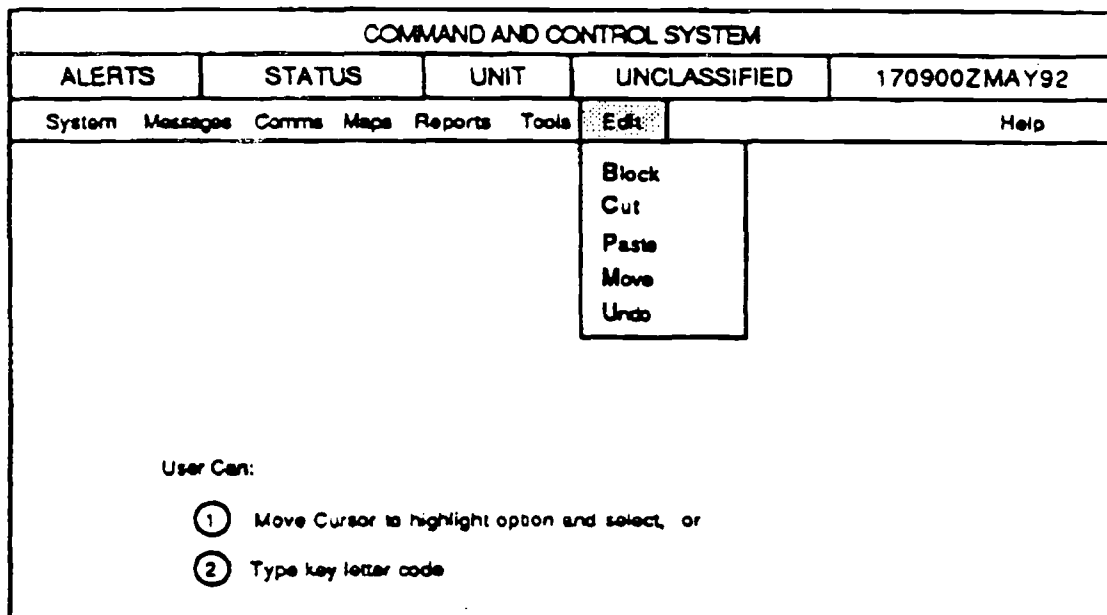 COMMAND AND CONTROL SYSTEM
ALERTS STATUS UNIT UNCLASSIFIED 170900ZMAY92
System Messages Comms Maps Reports Tools Edit Help
Block
Cut
Paste
Move
Undo
User Can:
1 Move Cursor to highlight option and select, or
2 Type key letter code